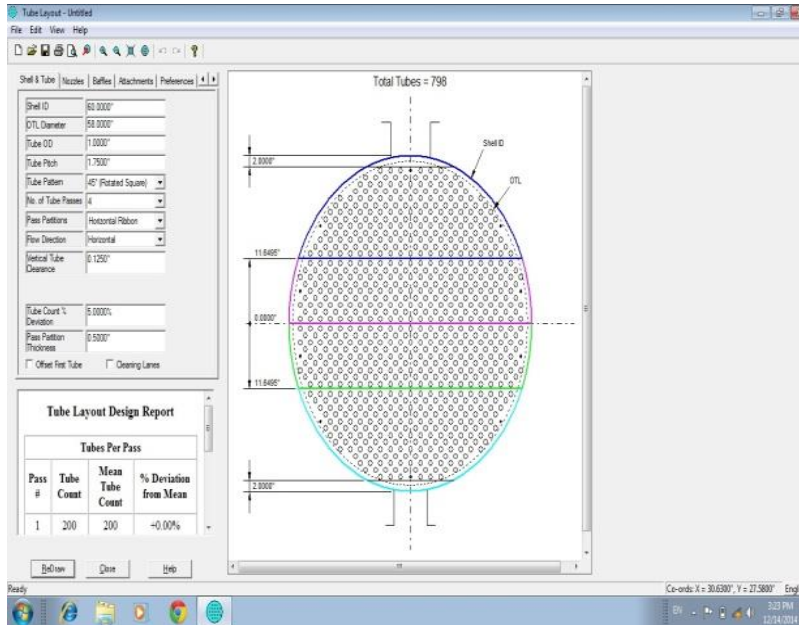 Tube Layout - Untitled
File Edit View Help
Shell & Tube Nozzles Baffles Attachments Preferences
Shell ID 60.0000"
OTL Diameter 58.0000"
Tube OD 1.0000"
Tube Pitch 1.7500"
Tube Pattern 45° (Rotated Square)
No. of Tube Passes 4
Pass Partitions Horizontal Ribbon
Flow Direction Horizontal
Vertical Tube Clearance 0.1250"
Tube Count % Deviation 5.0000%
Pass Partition Thickness 0.5000"
Offset First Tube Cleaning Lanes
Tube Layout Design Report
Tubes Per Pass
Pass # Tube Count Mean Tube Count % Deviation from Mean
1 200 200 +0.00%
ReDraw Close Help
Total Tubes = 798
Shell ID
OTL
2.0000"
11.6495"
0.0000"
11.6495"
2.0000"
Ready
Co-ords: X = 30.6300", Y = 27.5800" Engl
EN 3:23 PM
12/14/2014